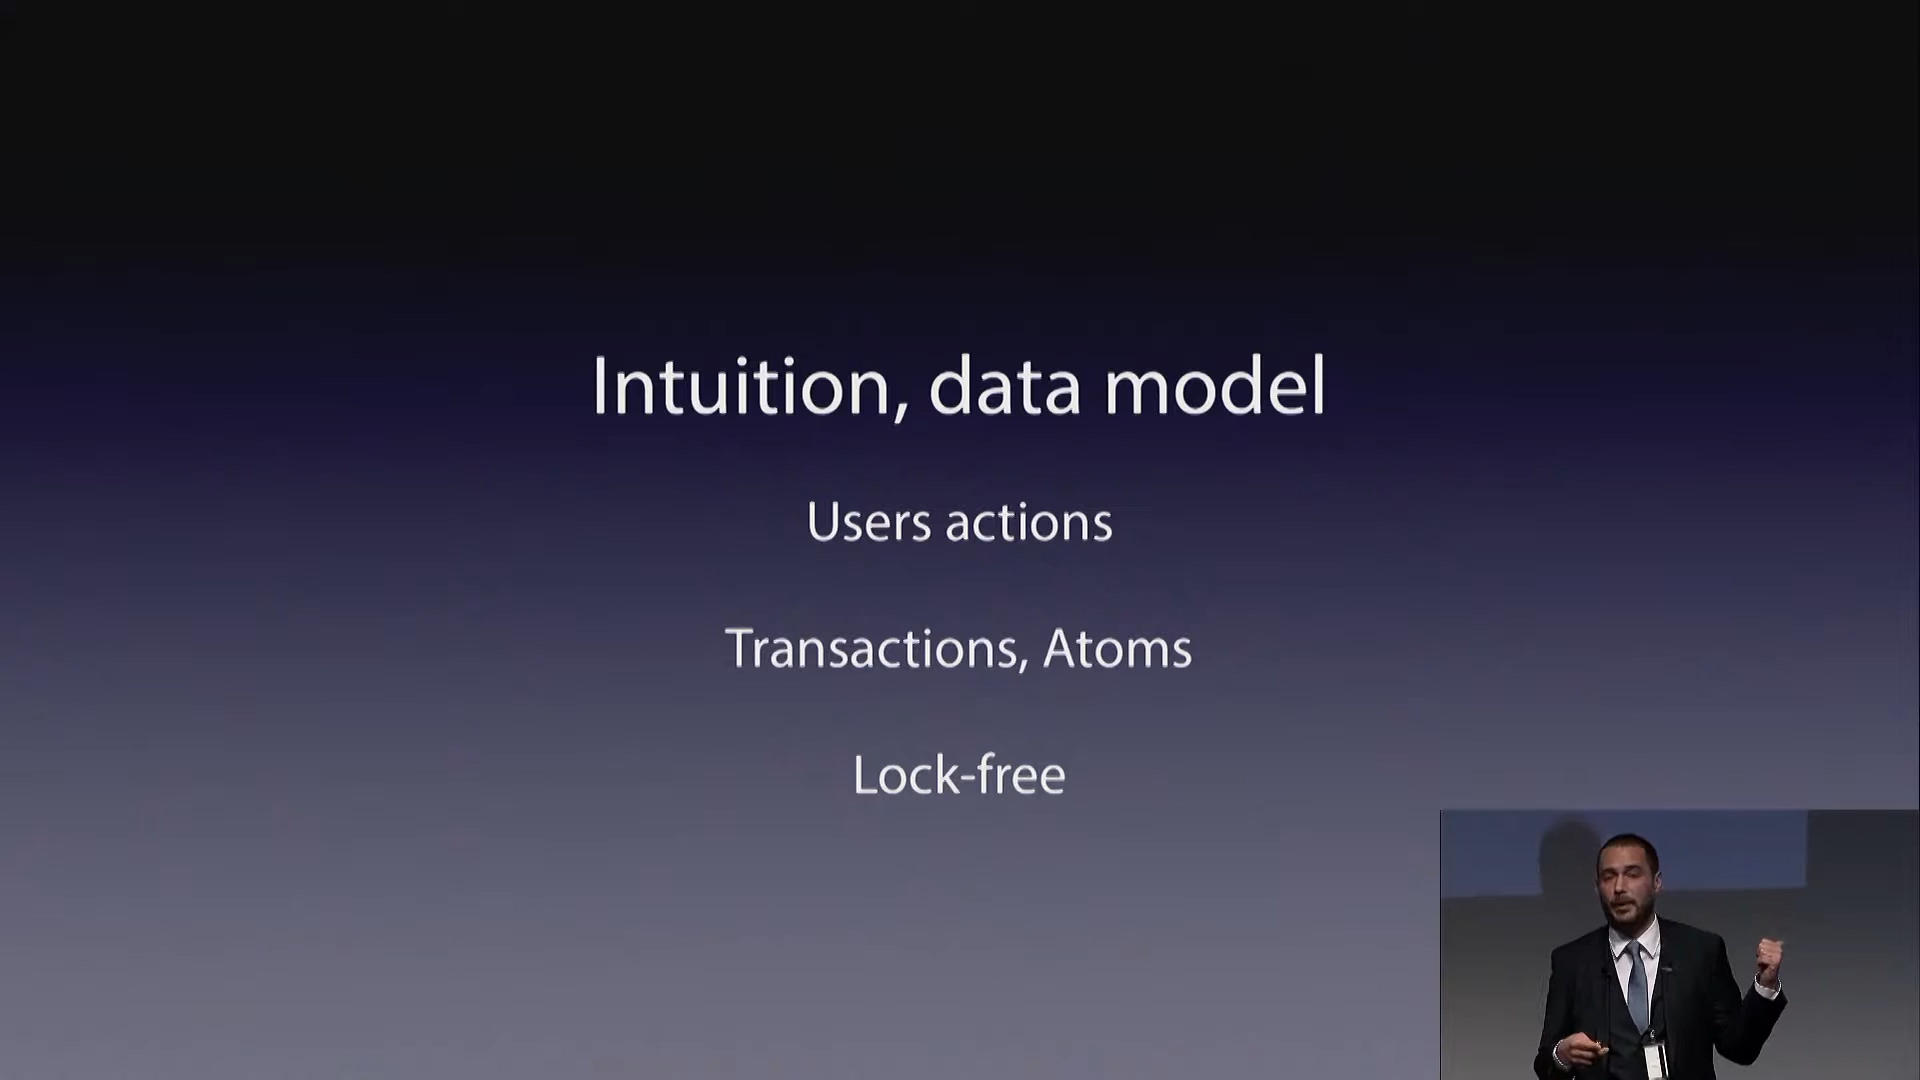 Intuition, data model
Users actions
Transactions, Atoms
Lock-free